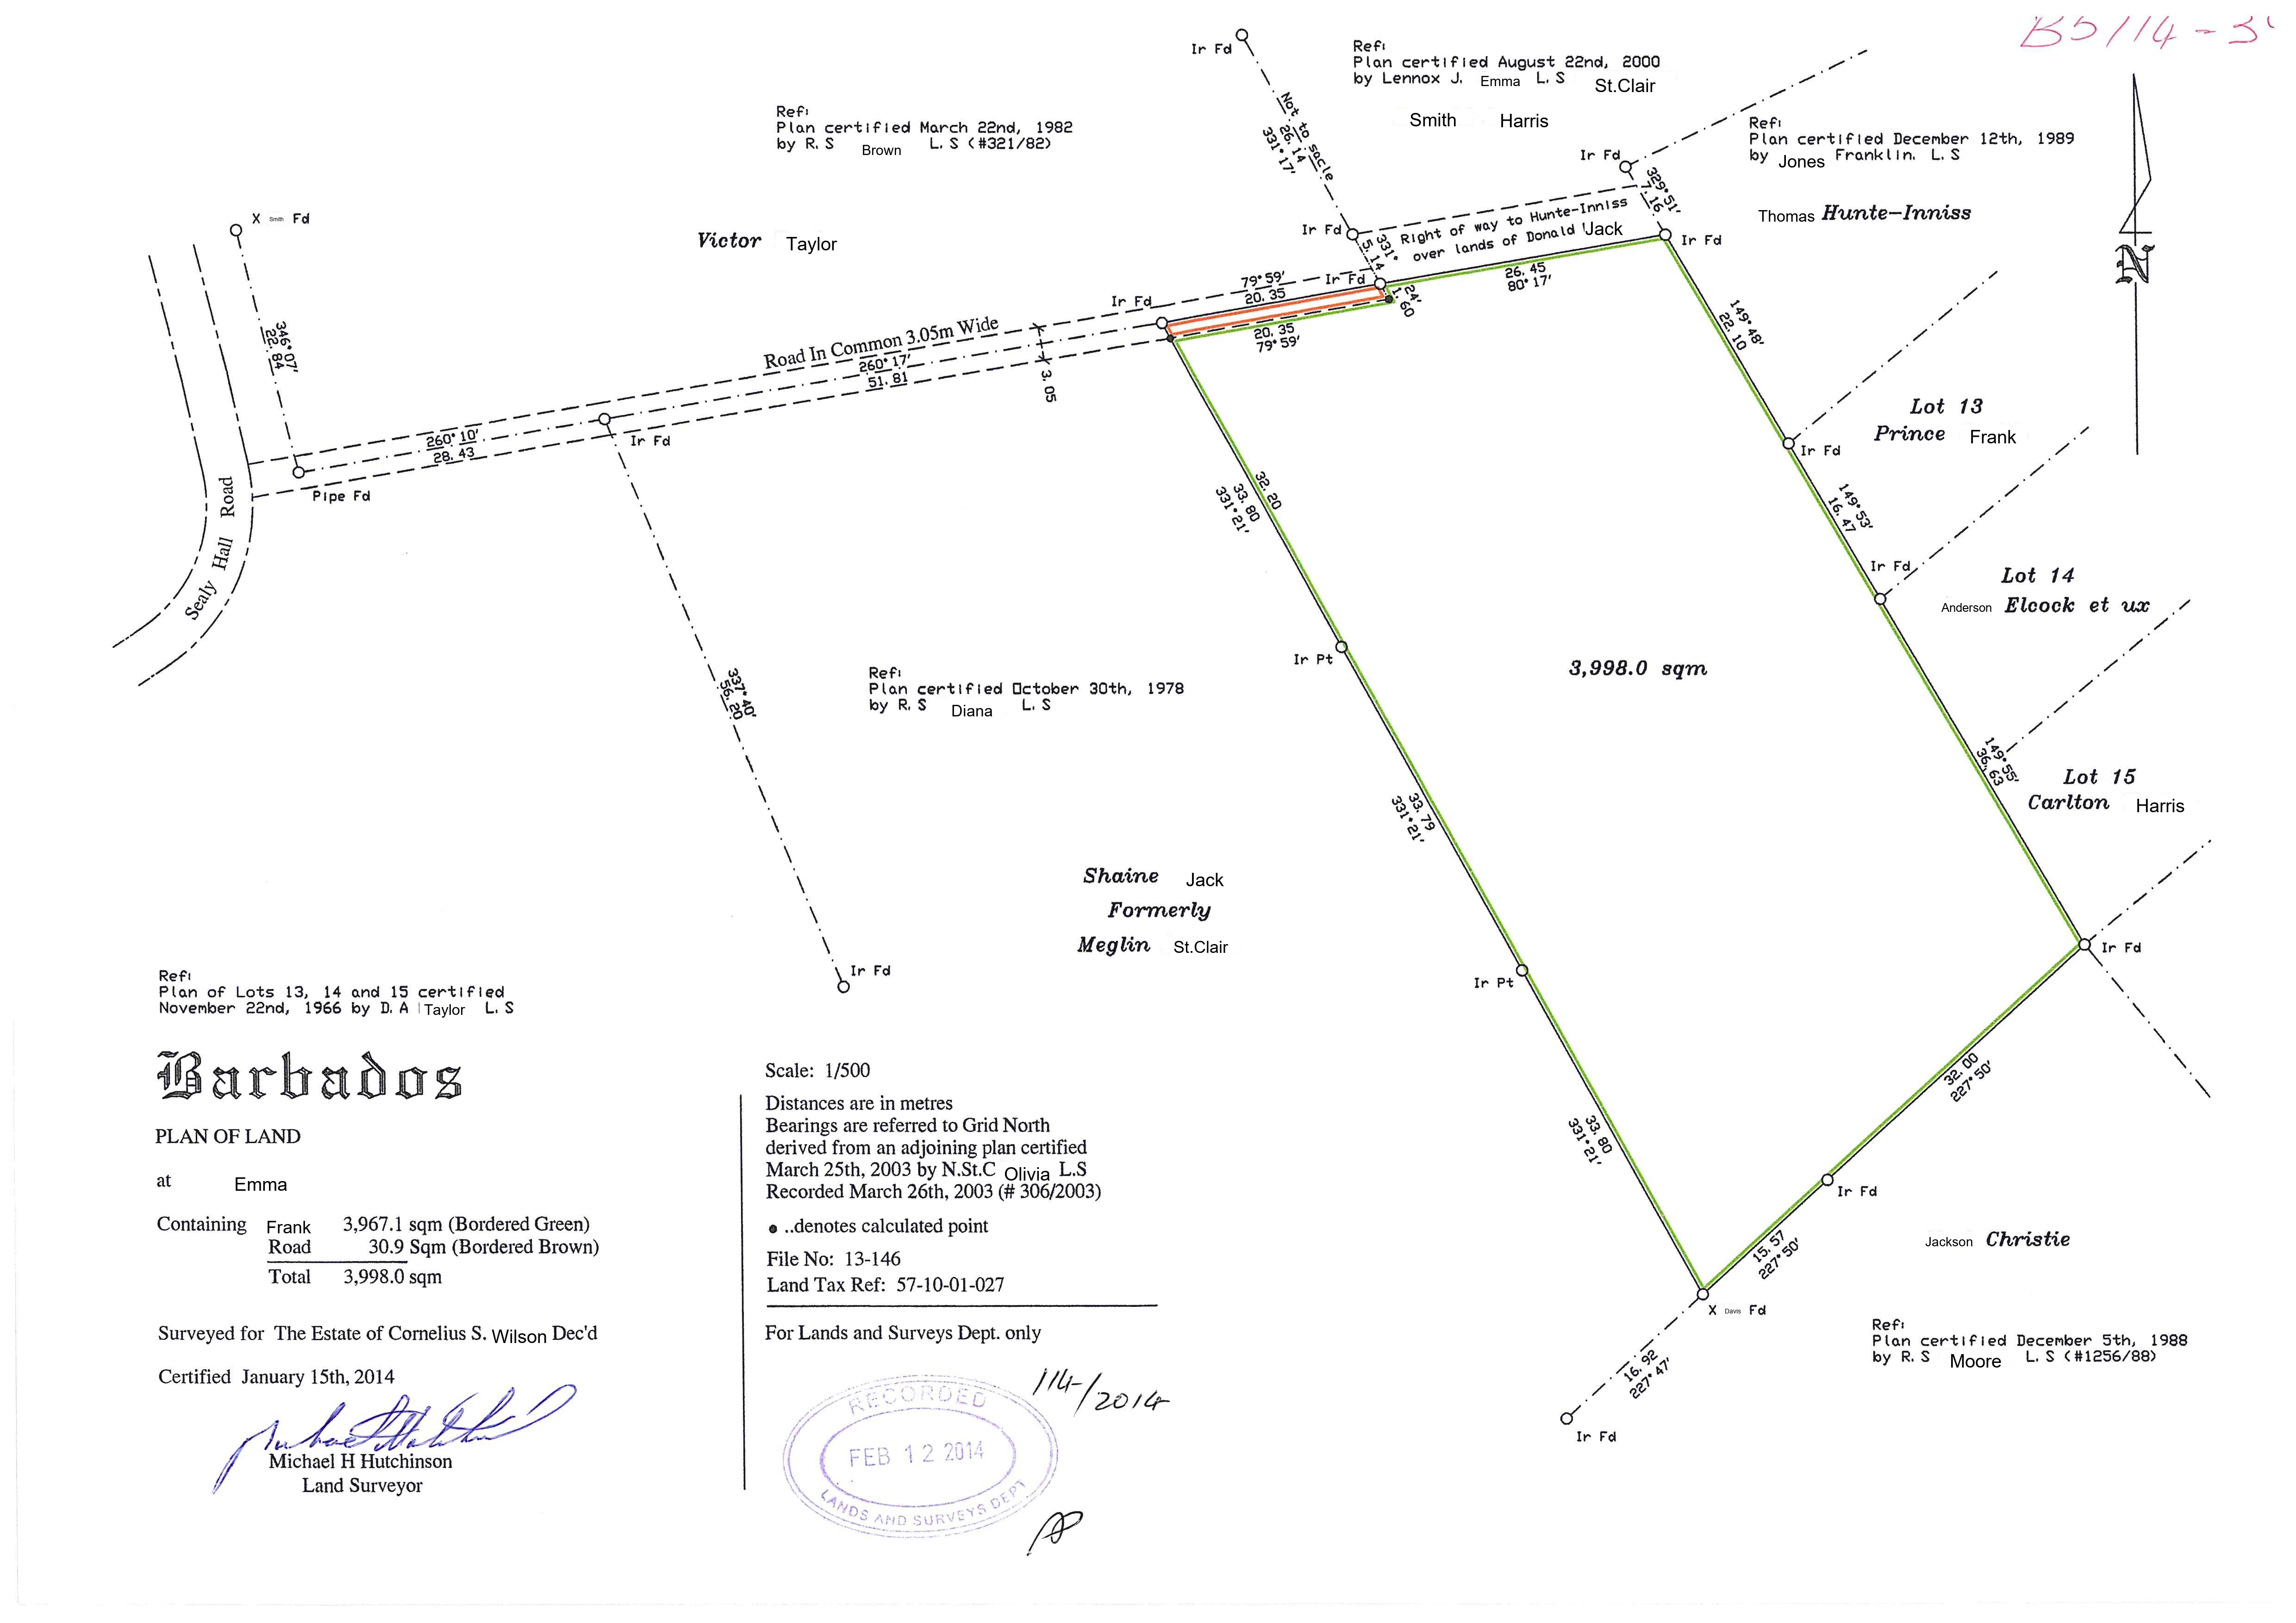 B5/14-3
Ir Fd
Ref:
Plan certified August 22nd, 2000
by Lennox J. Emma L.S St.Clair
Smith Harris
Ref:
Plan certified March 22nd, 1982
by R.S Brown L.S (#321/82)
Not to sacle
26.14
331°17'
Ref:
Plan certified December 12th, 1989
by Jones Franklin. L.S
Thomas Hunte-Inniss
N
Ir Fd
329°51'
7.16
X Smith Fd
Victor Taylor
Ir Fd
331°24'
5.14
1.60
Right of way to Hunte-Inniss
over lands of Donald Jack
Ir Fd
Ir Fd
26.45
80°17'
79°59'
20.35
Ir Fd
20.35
79°59'
346°07'
22.84
Road In Common 3.05m Wide
260°17'
51.81
3.05
149°48'
22.10
260°10'
28.43
Ir Fd
Pipe Fd
Sealy Hall Road
Lot 13
Prince Frank
Ir Fd
32.20
33.80
331°21'
149°53'
16.47
Ir Fd
Lot 14
Anderson Elcock et ux
Ir Pt
3,998.0 sqm
337°40'
56.20
Ref:
Plan certified October 30th, 1978
by R.S Diana L.S
149°55'
36.63
Lot 15
Carlton Harris
33.79
331°21'
Shaine Jack
Formerly
Meglin St.Clair
Ir Fd
Ir Fd
Ir Pt
Ref:
Plan of Lots 13, 14 and 15 certified
November 22nd, 1966 by D.A Taylor L.S
Barbados
PLAN OF LAND
at Emma
Containing Frank 3,967.1 sqm (Bordered Green)
Road 30.9 Sqm (Bordered Brown)
Total 3,998.0 sqm
Surveyed for The Estate of Cornelius S. Wilson Dec'd
Certified January 15th, 2014
Michael H Hutchinson
Land Surveyor
Scale: 1/500
Distances are in metres
Bearings are referred to Grid North
derived from an adjoining plan certified
March 25th, 2003 by N.St.C Olivia L.S
Recorded March 26th, 2003 (# 306/2003)
• ..denotes calculated point
File No: 13-146
Land Tax Ref: 57-10-01-027
For Lands and Surveys Dept. only
114/2014
RECORDED
FEB 12 2014
LANDS AND SURVEYS DEPT
33.80
331°21'
32.00
227°50'
Ir Fd
15.57
227°50'
Jackson Christie
X Davis Fd
16.92
227°47'
Ir Fd
Ref:
Plan certified December 5th, 1988
by R.S Moore L.S (#1256/88)